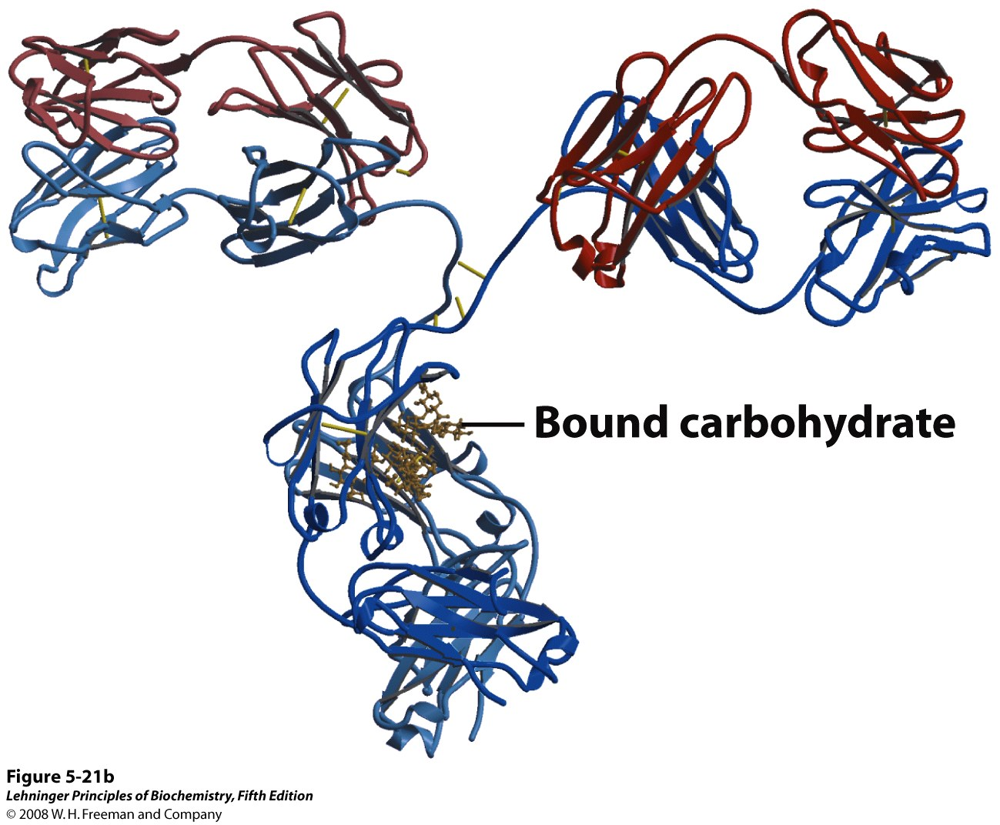 Bound carbohydrate
Figure 5-21b
Lehninger Principles of Biochemistry, Fifth Edition
© 2008 W. H. Freeman and Company